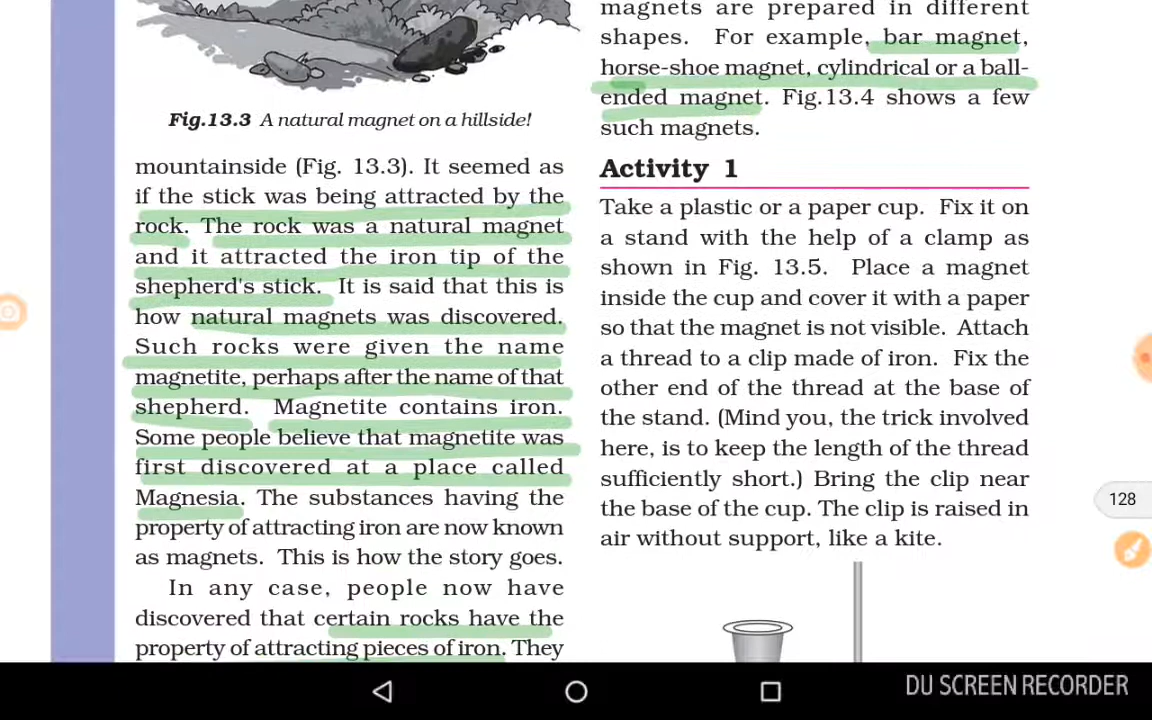 Fig.13.3 A natural magnet on a hillside!
mountainside (Fig. 13.3). It seemed as
if the stick was being attracted by the
rock. The rock was a natural magnet
and it attracted the iron tip of the
shepherd's stick. It is said that this is
how natural magnets was discovered.
Such rocks were given the name
magnetite, perhaps after the name of that
shepherd. Magnetite contains iron.
Some people believe that magnetite was
first discovered at a place called
Magnesia. The substances having the
property of attracting iron are now known
as magnets. This is how the story goes.
In any case, people now have
discovered that certain rocks have the
property of attracting pieces of iron. They
magnets are prepared in different
shapes. For example, bar magnet,
horse-shoe magnet, cylindrical or a ball-
ended magnet. Fig.13.4 shows a few
such magnets.
Activity 1
Take a plastic or a paper cup. Fix it on
a stand with the help of a clamp as
shown in Fig. 13.5. Place a magnet
inside the cup and cover it with a paper
so that the magnet is not visible. Attach
a thread to a clip made of iron. Fix the
other end of the thread at the base of
the stand. (Mind you, the trick involved
here, is to keep the length of the thread
sufficiently short.) Bring the clip near
the base of the cup. The clip is raised in
air without support, like a kite.
128
DU SCREEN RECORDER